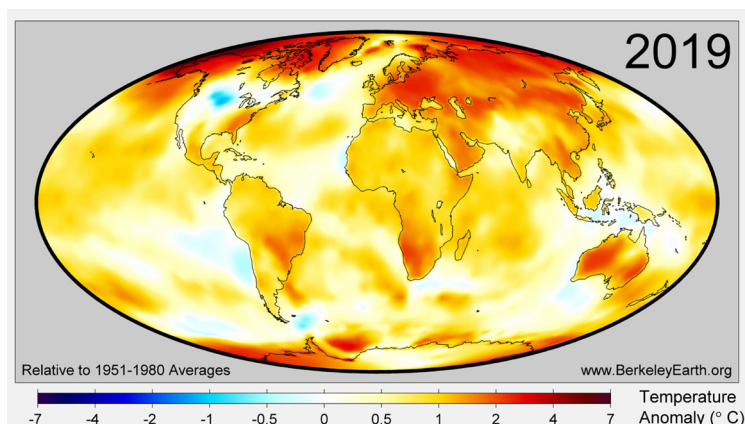 2019
Relative to 1951-1980 Averages
www.BerkeleyEarth.org
-7 -4 -2 -1 -0.5 0 0.5 1 2 4 7
Temperature
Anomaly (° C)